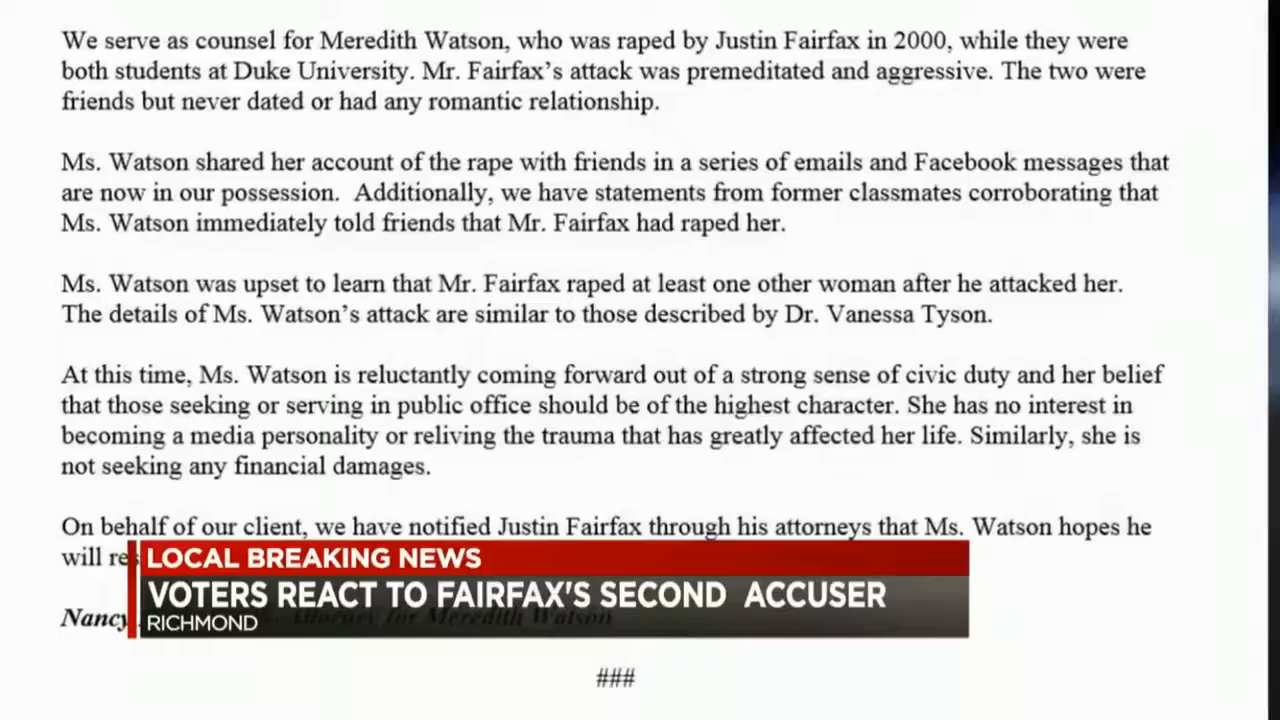 We serve as counsel for Meredith Watson, who was raped by Justin Fairfax in 2000, while they were
both students at Duke University. Mr. Fairfax's attack was premeditated and aggressive. The two were
friends but never dated or had any romantic relationship.
Ms. Watson shared her account of the rape with friends in a series of emails and Facebook messages that
are now in our possession.  Additionally, we have statements from former classmates corroborating that
Ms. Watson immediately told friends that Mr. Fairfax had raped her.
Ms. Watson was upset to learn that Mr. Fairfax raped at least one other woman after he attacked her.
The details of Ms. Watson's attack are similar to those described by Dr. Vanessa Tyson.
At this time, Ms. Watson is reluctantly coming forward out of a strong sense of civic duty and her belief
that those seeking or serving in public office should be of the highest character. She has no interest in
becoming a media personality or reliving the trauma that has greatly affected her life. Similarly, she is
not seeking any financial damages.
On behalf of our client, we have notified Justin Fairfax through his attorneys that Ms. Watson hopes he
will
LOCAL BREAKING NEWS
VOTERS REACT TO FAIRFAX'S SECOND  ACCUSER
RICHMOND
Nancy Attorney for Meredith Watson
###